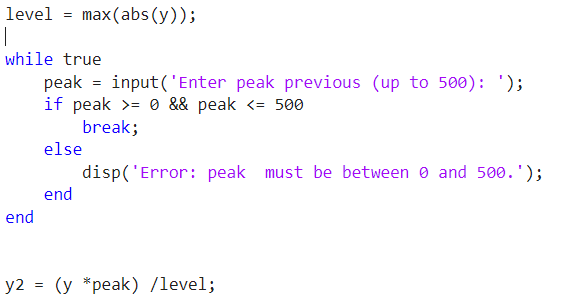 level = max(abs(y));
while true
    peak = input('Enter peak previous (up to 500): ');
    if peak >= 0 && peak <= 500
        break;
    else
        disp('Error: peak  must be between 0 and 500.');
    end
end
y2 = (y *peak) /level;